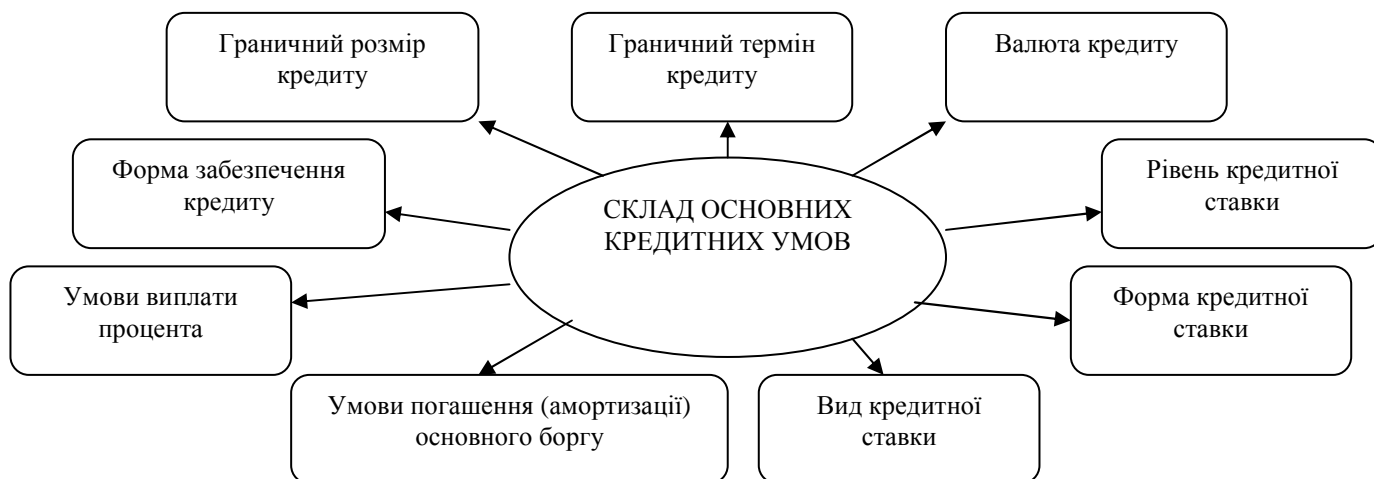 Граничний розмір
кредиту
Граничний термін
кредиту
Валюта кредиту
Форма забезпечення
кредиту
СКЛАД ОСНОВНИХ
КРЕДИТНИХ УМОВ
Рівень кредитної
ставки
Умови виплати
процента
Форма кредитної
ставки
Умови погашення (амортизації)
основного боргу
Вид кредитної
ставки